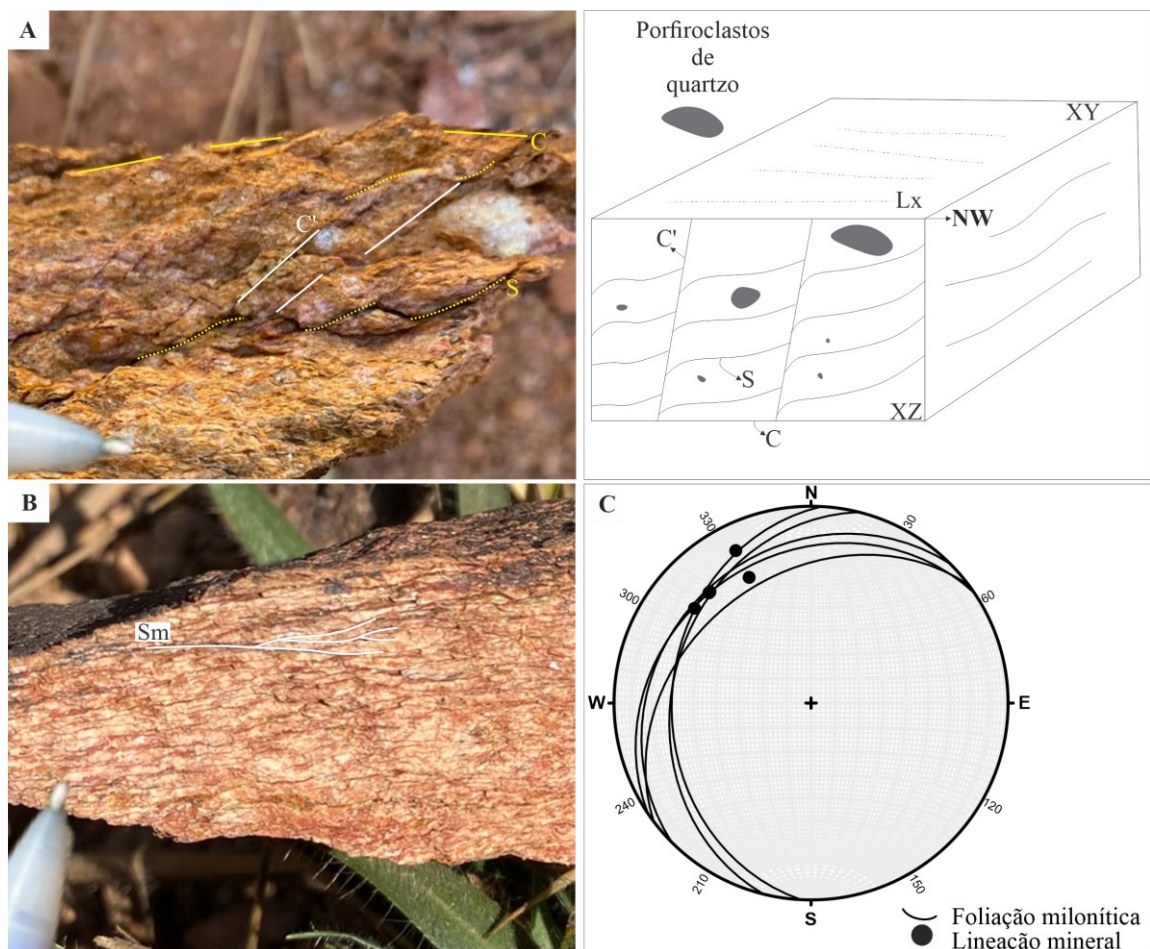 A
C
C'
S
Porfiroclastos
de
quartzo
XY
Lx
NW
C'
S
XZ
C
B
Sm
C
N
30
60
E
120
150
S
210
240
W
300
330
Foliação milonítica
Lineação mineral